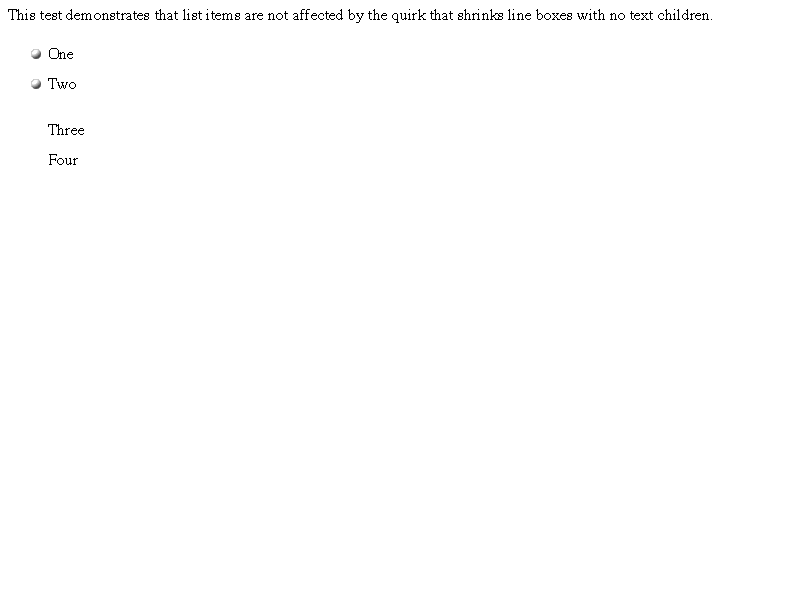 This test demonstrates that list items are not affected by the quirk that shrinks line boxes with no text children.
One
Two
Three
Four